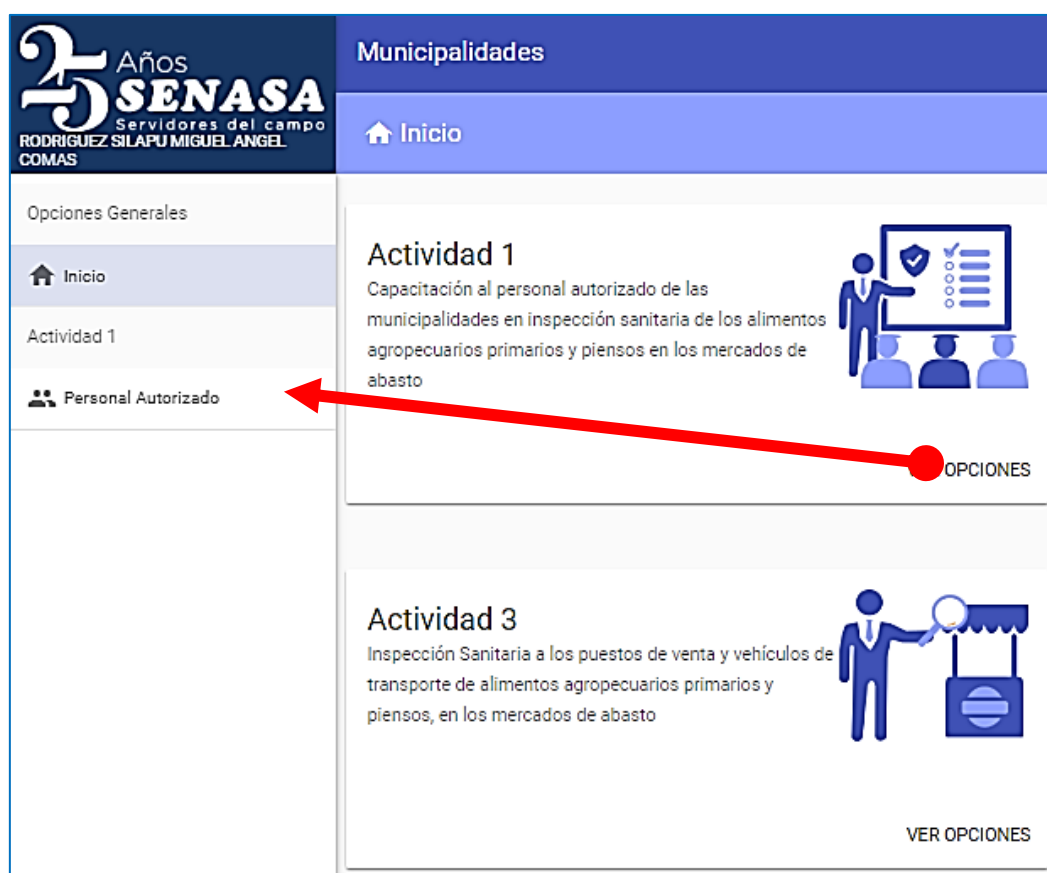 25 Años
SENASA
Servidores del campo
RODRIGUEZ SILAPU MIGUEL ANGEL
COMAS
Municipalidades
Inicio
Opciones Generales
Inicio
Actividad 1
Personal Autorizado
Actividad 1
Capacitación al personal autorizado de las
municipalidades en inspección sanitaria de los alimentos
agropecuarios primarios y piensos en los mercados de
abasto
OPCIONES
Actividad 3
Inspección Sanitaria a los puestos de venta y vehículos de
transporte de alimentos agropecuarios primarios y
piensos, en los mercados de abasto
VER OPCIONES